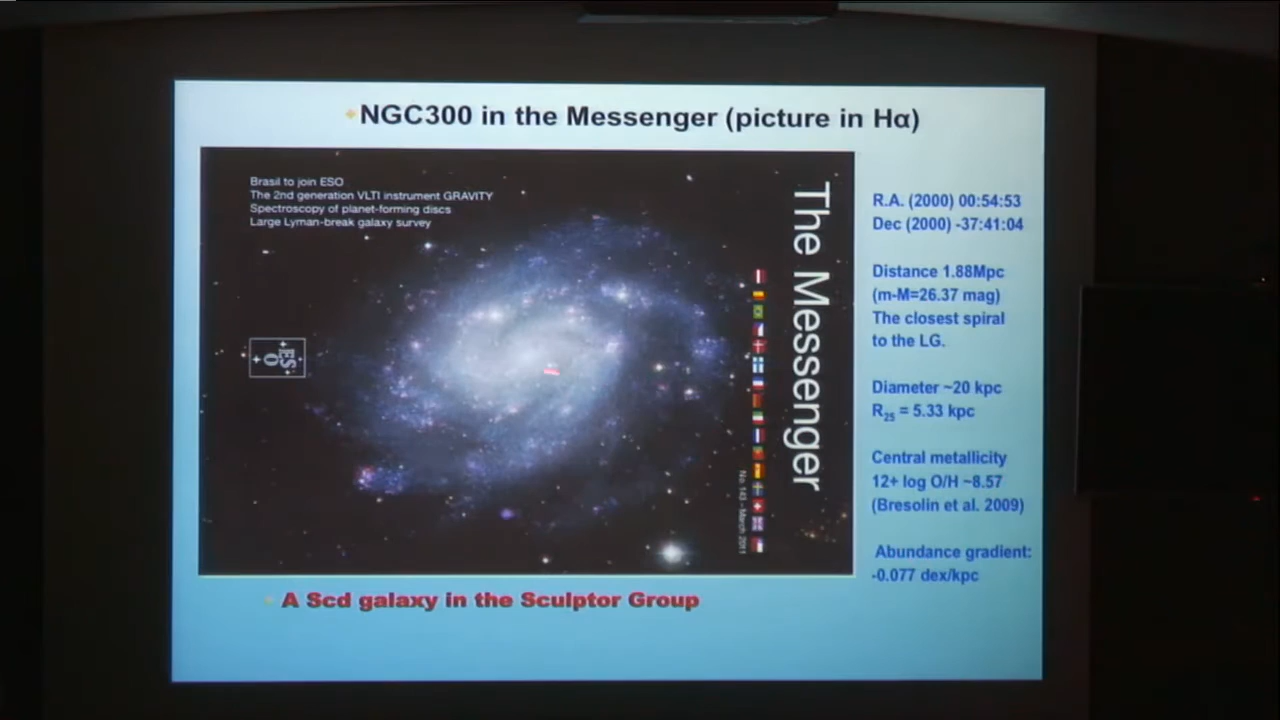 NGC300 in the Messenger (picture in Hα)
Brasil to join ESO
The 2nd generation VLTI instrument GRAVITY
Spectroscopy of planet-forming discs
Large Lyman-break galaxy survey
ESO
The Messenger
No. 143 – March 2011
R.A. (2000) 00:54:53
Dec (2000) -37:41:04
Distance 1.88Mpc
(m-M=26.37 mag)
The closest spiral
to the LG.
Diameter ~20 kpc
R25 = 5.33 kpc
Central metallicity
12+ log O/H ~8.57
(Bresolin et al. 2009)
Abundance gradient:
-0.077 dex/kpc
A Scd galaxy in the Sculptor Group